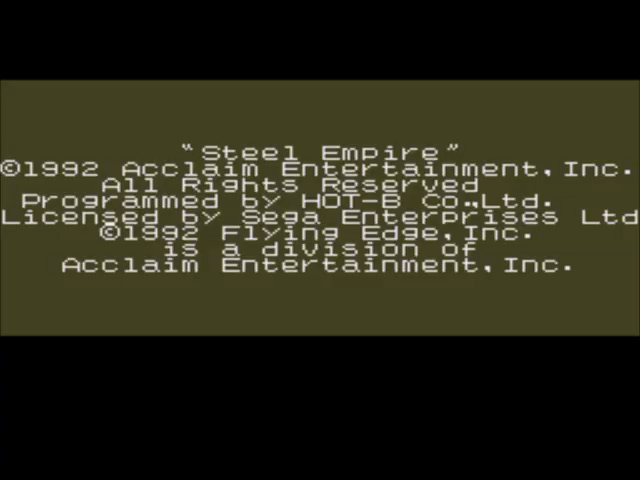 "Steel Empire"
©1992 Acclaim Entertainment,Inc.
All Rights Reserved
Programmed by HOT-B Co.,Ltd.
Licensed by Sega Enterprises Ltd
©1992 Flying Edge,Inc.
is a division of
Acclaim Entertainment,Inc.